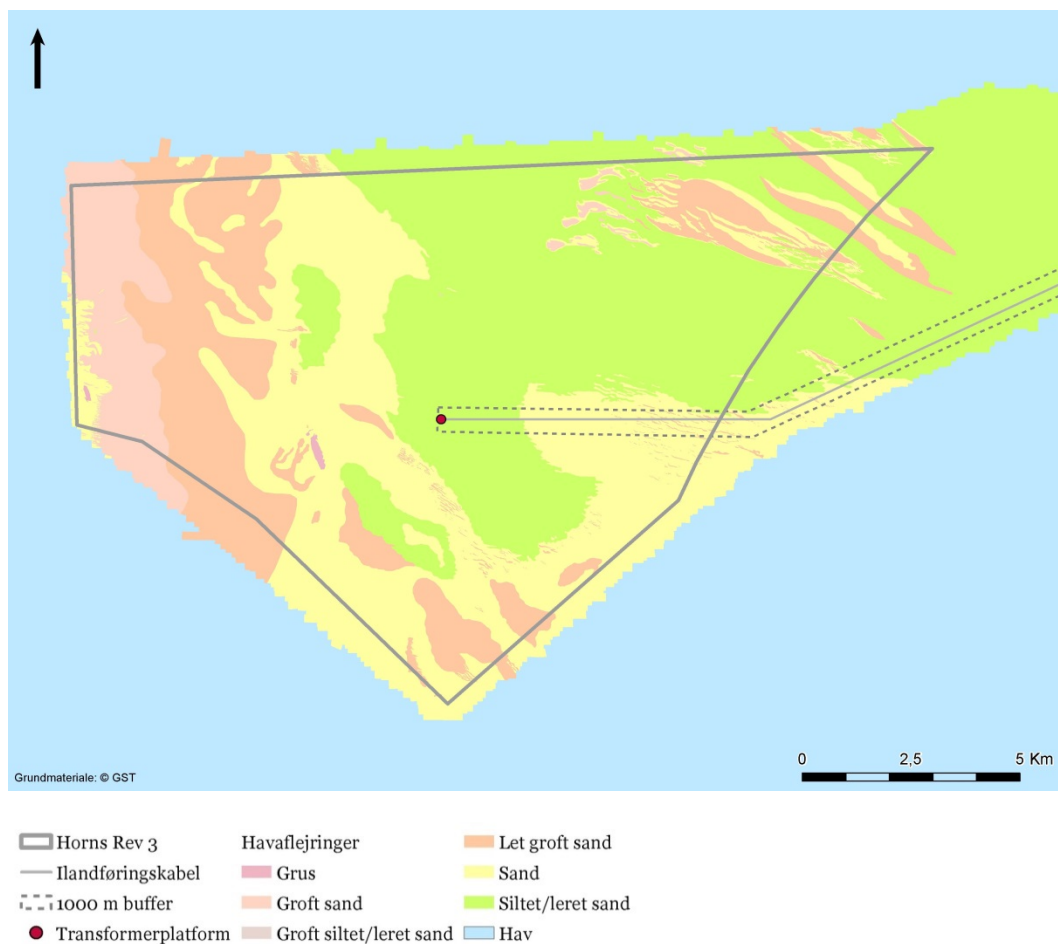 Grundmateriale: © GST
0 2,5 5 Km
Horns Rev 3
Ilandføringskabel
1000 m buffer
Transformerplatform
Havaflejringer
Grus
Groft sand
Groft siltet/leret sand
Let groft sand
Sand
Siltet/leret sand
Hav